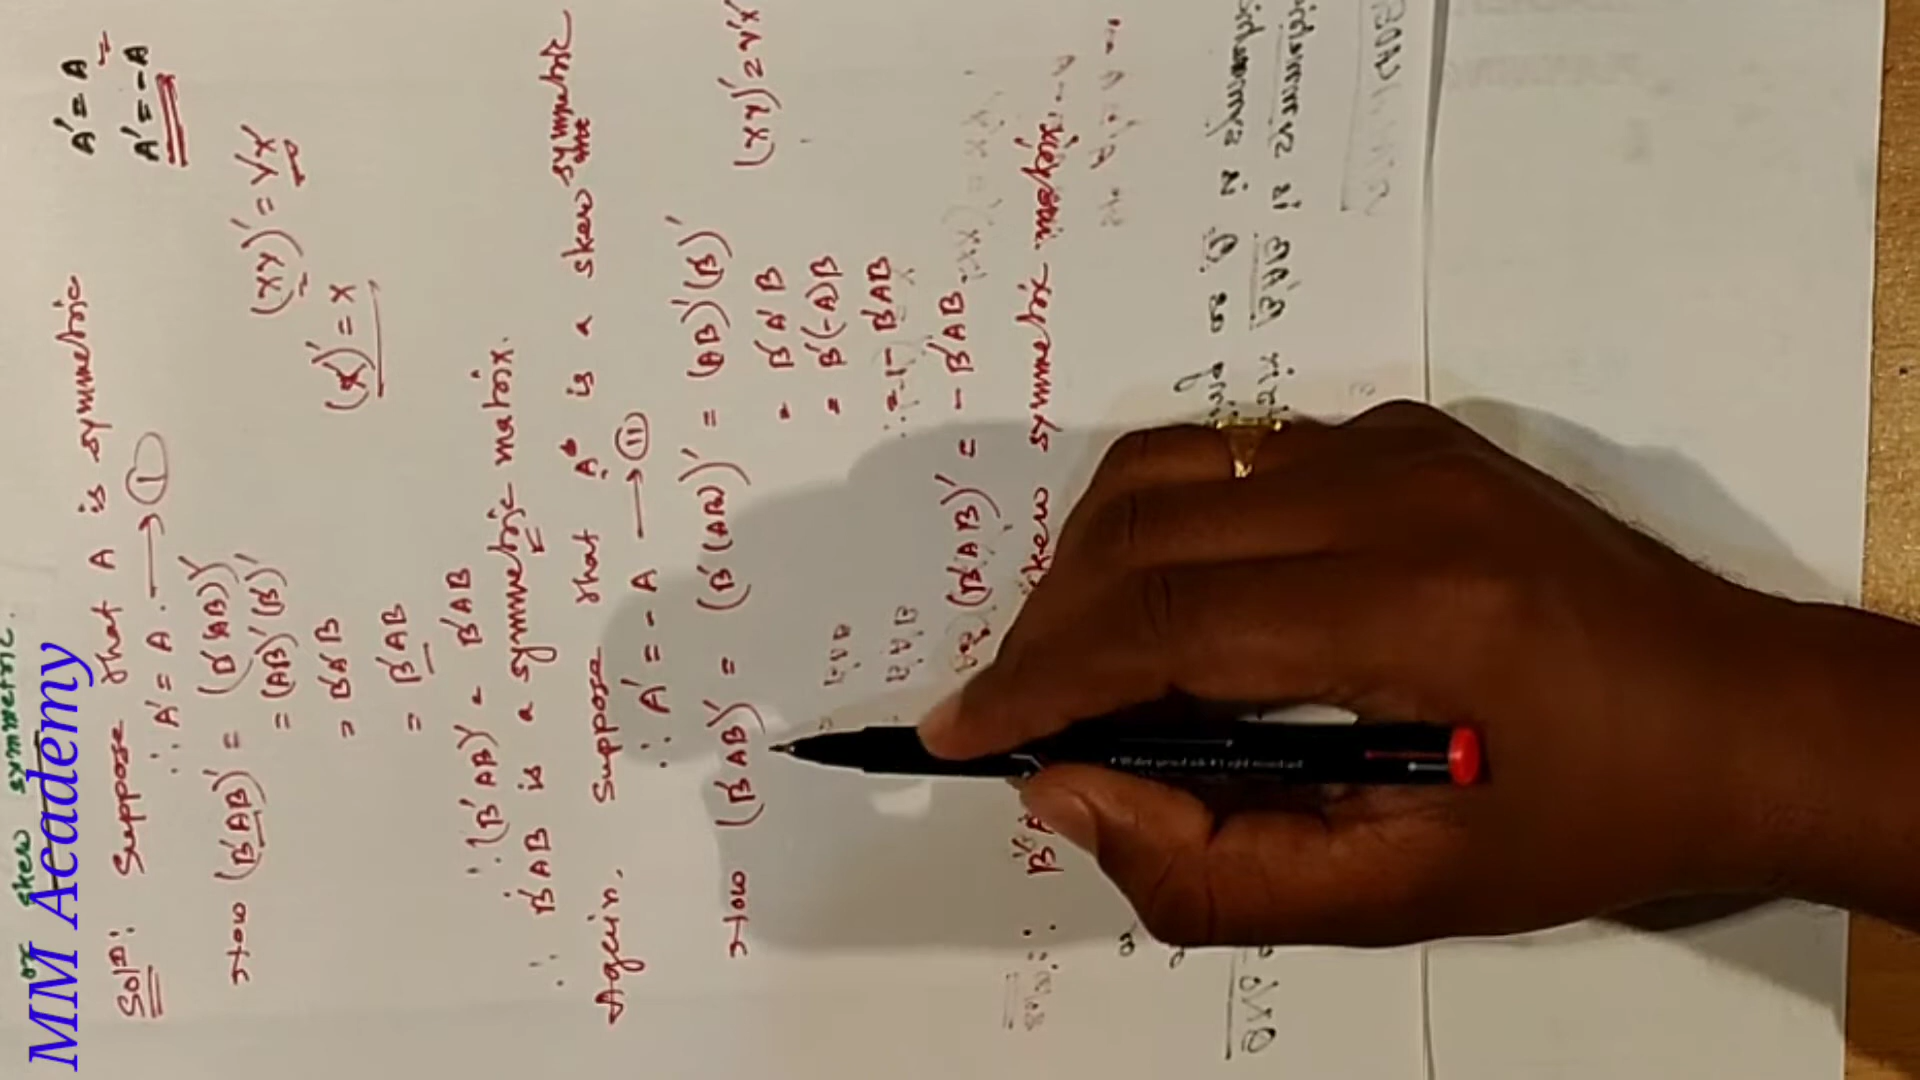 or skew symmetric.
MM Academy
Solⁿ: Suppose that A is symmetric
A' = A
A' = -A
∴ A' = A. → (I)
Now (B'AB)' = (B'(AB))'
(XY)' = Y'X'
= (AB)'(B')'
(X')' = X
= B'A'B
= B'AB
∴ (B'AB)' = B'AB
∴ B'AB is a symmetric matrix.
Again, Suppose that A is a skew symmetric
∴ A' = -A → (II)
Now (B'AB)' = (B'(AB))' = (AB)'(B')'
(XY)' = Y'X'
= B'A'B
= B'(-A)B
= - B'AB
(B'AB)' = - B'AB.
∴ B'A skew symmetric matrix.